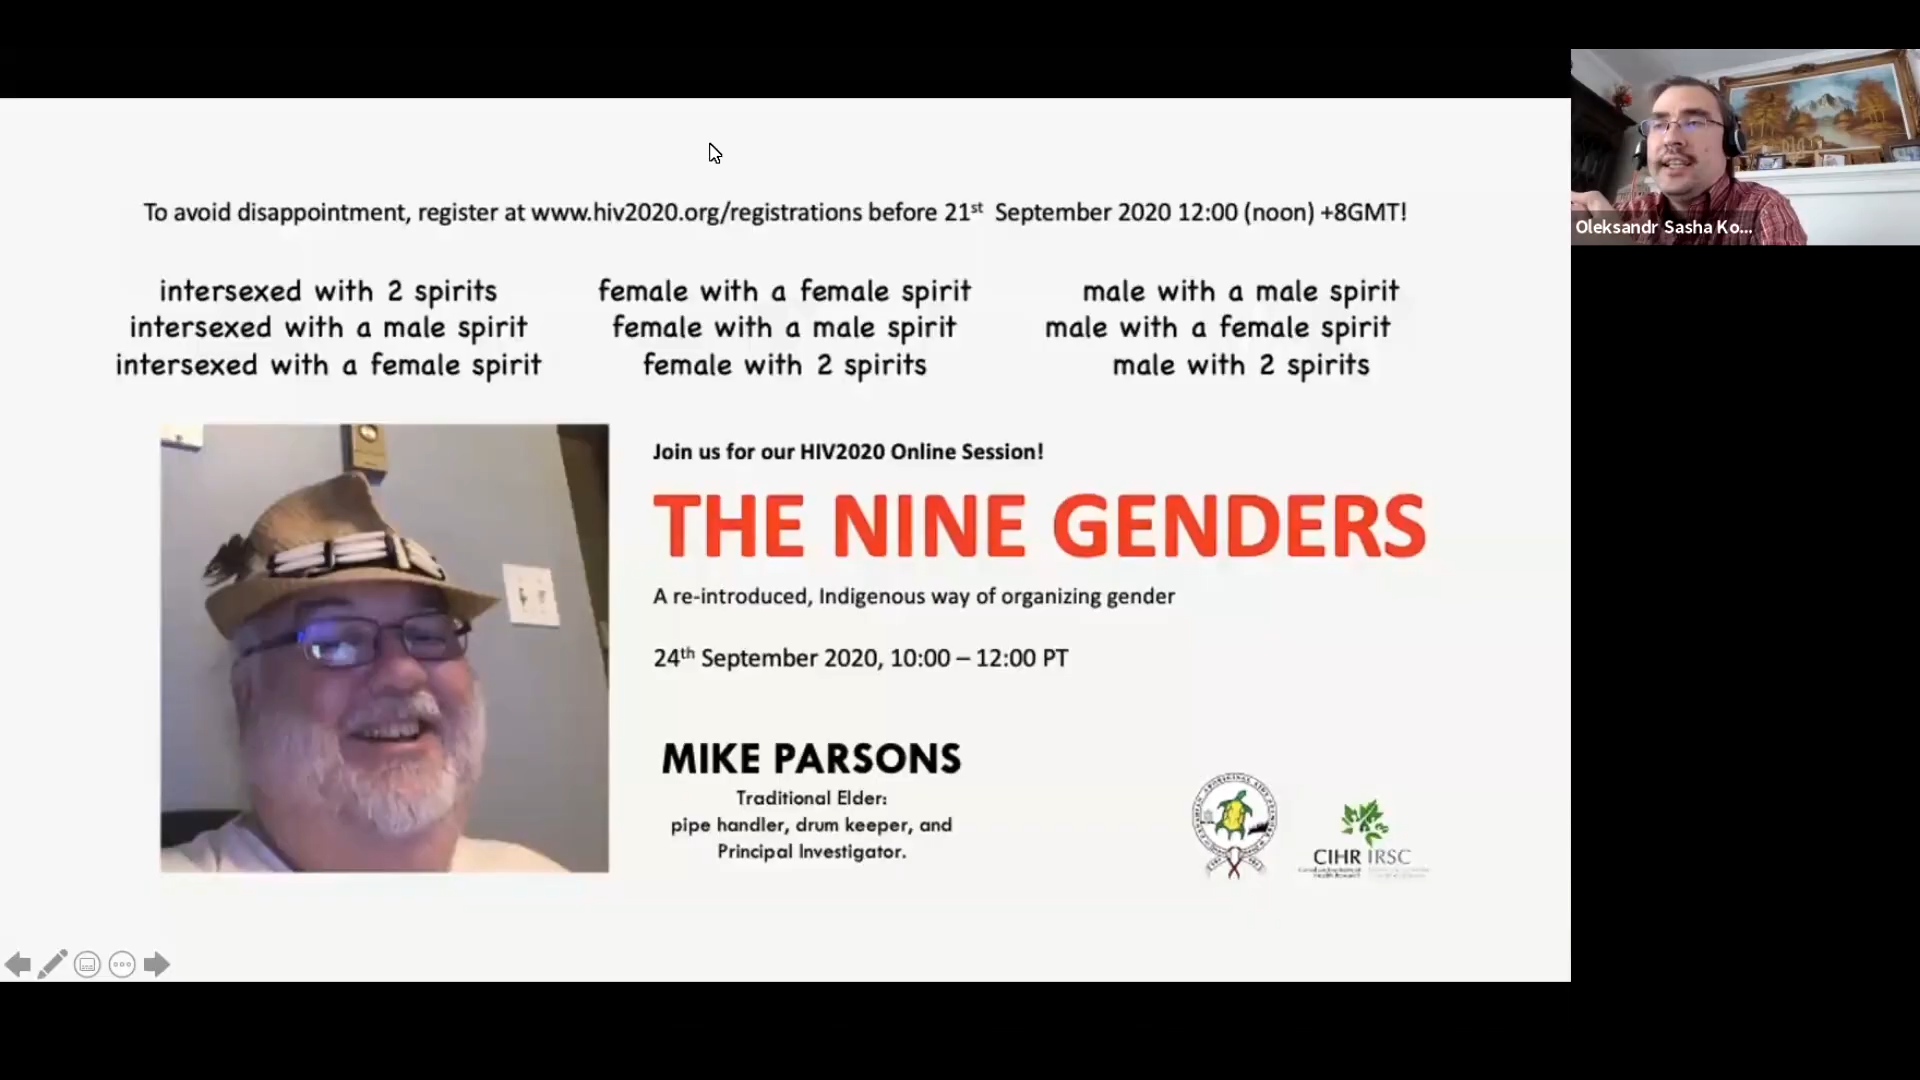 To avoid disappointment, register at www.hiv2020.org/registrations before 21st September 2020 12:00 (noon) +8GMT!
intersexed with 2 spirits
intersexed with a male spirit
intersexed with a female spirit
female with a female spirit
female with a male spirit
female with 2 spirits
male with a male spirit
male with a female spirit
male with 2 spirits
Join us for our HIV2020 Online Session!
THE NINE GENDERS
A re-introduced, Indigenous way of organizing gender
24th September 2020, 10:00 – 12:00 PT
MIKE PARSONS
Traditional Elder:
pipe handler, drum keeper, and
Principal Investigator.
CIHR IRSC
Oleksandr Sasha Ko...